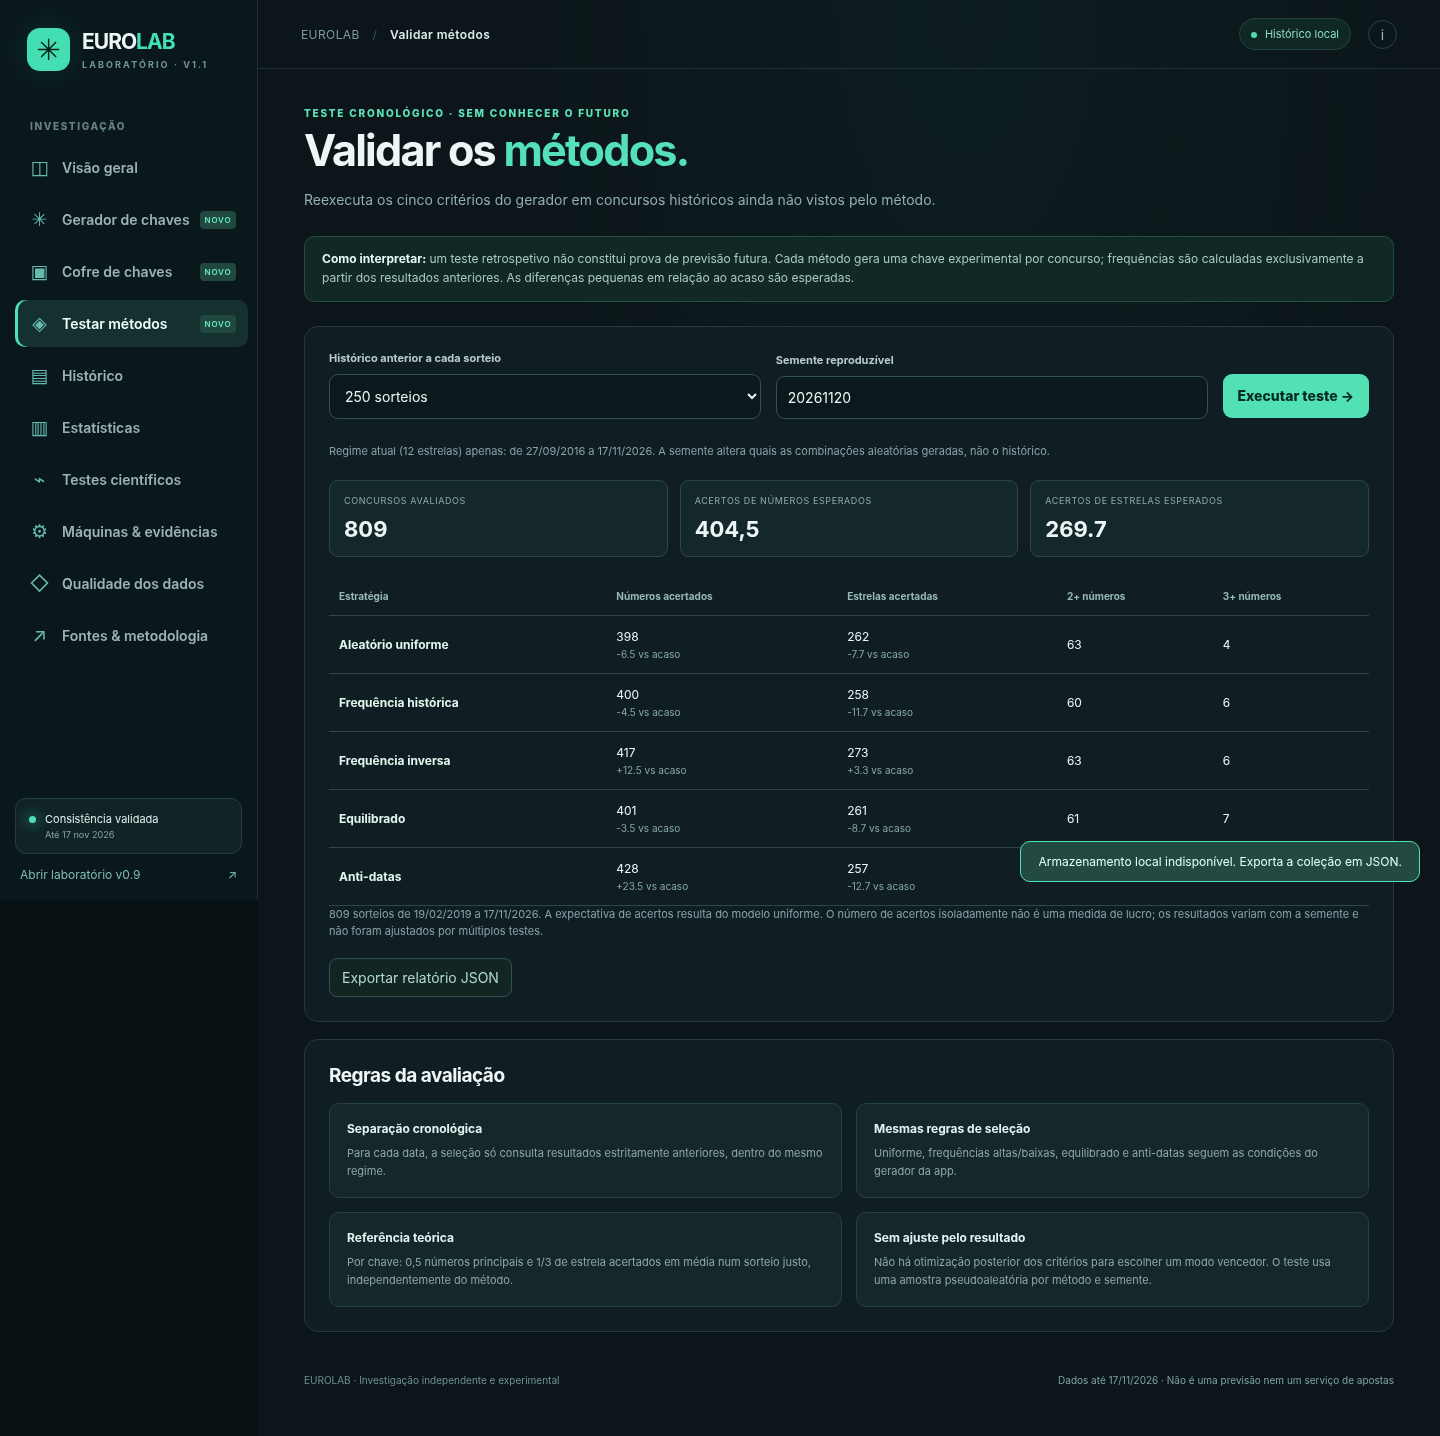 EUROLAB
LABORATÓRIO · V1.1
INVESTIGAÇÃO
Visão geral
Gerador de chaves NOVO
Cofre de chaves NOVO
Testar métodos NOVO
Histórico
Estatísticas
Testes científicos
Máquinas & evidências
Qualidade dos dados
Fontes & metodologia
Consistência validada
Até 17 nov 2026
Abrir laboratório v0.9 ↗
EUROLAB / Validar métodos
Histórico local
i
TESTE CRONOLÓGICO · SEM CONHECER O FUTURO
Validar os métodos.
Reexecuta os cinco critérios do gerador em concursos históricos ainda não vistos pelo método.
Como interpretar: um teste retrospetivo não constitui prova de previsão futura. Cada método gera uma chave experimental por concurso; frequências são calculadas exclusivamente a
partir dos resultados anteriores. As diferenças pequenas em relação ao acaso são esperadas.
Histórico anterior a cada sorteio
250 sorteios
Semente reproduzível
20261120
Executar teste →
Regime atual (12 estrelas) apenas: de 27/09/2016 a 17/11/2026. A semente altera quais as combinações aleatórias geradas, não o histórico.
CONCURSOS AVALIADOS
809
ACERTOS DE NÚMEROS ESPERADOS
404,5
ACERTOS DE ESTRELAS ESPERADOS
269.7
Estratégia Números acertados Estrelas acertadas 2+ números 3+ números
Aleatório uniforme 398 262 63 4
-6.5 vs acaso -7.7 vs acaso
Frequência histórica 400 258 60 6
-4.5 vs acaso -11.7 vs acaso
Frequência inversa 417 273 63 6
+12.5 vs acaso +3.3 vs acaso
Equilibrado 401 261 61 7
-3.5 vs acaso -8.7 vs acaso
Anti-datas 428 257
+23.5 vs acaso -12.7 vs acaso
Armazenamento local indisponível. Exporta a coleção em JSON.
809 sorteios de 19/02/2019 a 17/11/2026. A expectativa de acertos resulta do modelo uniforme. O número de acertos isoladamente não é uma medida de lucro; os resultados variam com a semente e
não foram ajustados por múltiplos testes.
Exportar relatório JSON
Regras da avaliação
Separação cronológica
Para cada data, a seleção só consulta resultados estritamente anteriores, dentro do mesmo
regime.
Mesmas regras de seleção
Uniforme, frequências altas/baixas, equilibrado e anti-datas seguem as condições do
gerador da app.
Referência teórica
Por chave: 0,5 números principais e 1/3 de estrela acertados em média num sorteio justo,
independentemente do método.
Sem ajuste pelo resultado
Não há otimização posterior dos critérios para escolher um modo vencedor. O teste usa
uma amostra pseudoaleatória por método e semente.
EUROLAB · Investigação independente e experimental
Dados até 17/11/2026 · Não é uma previsão nem um serviço de apostas